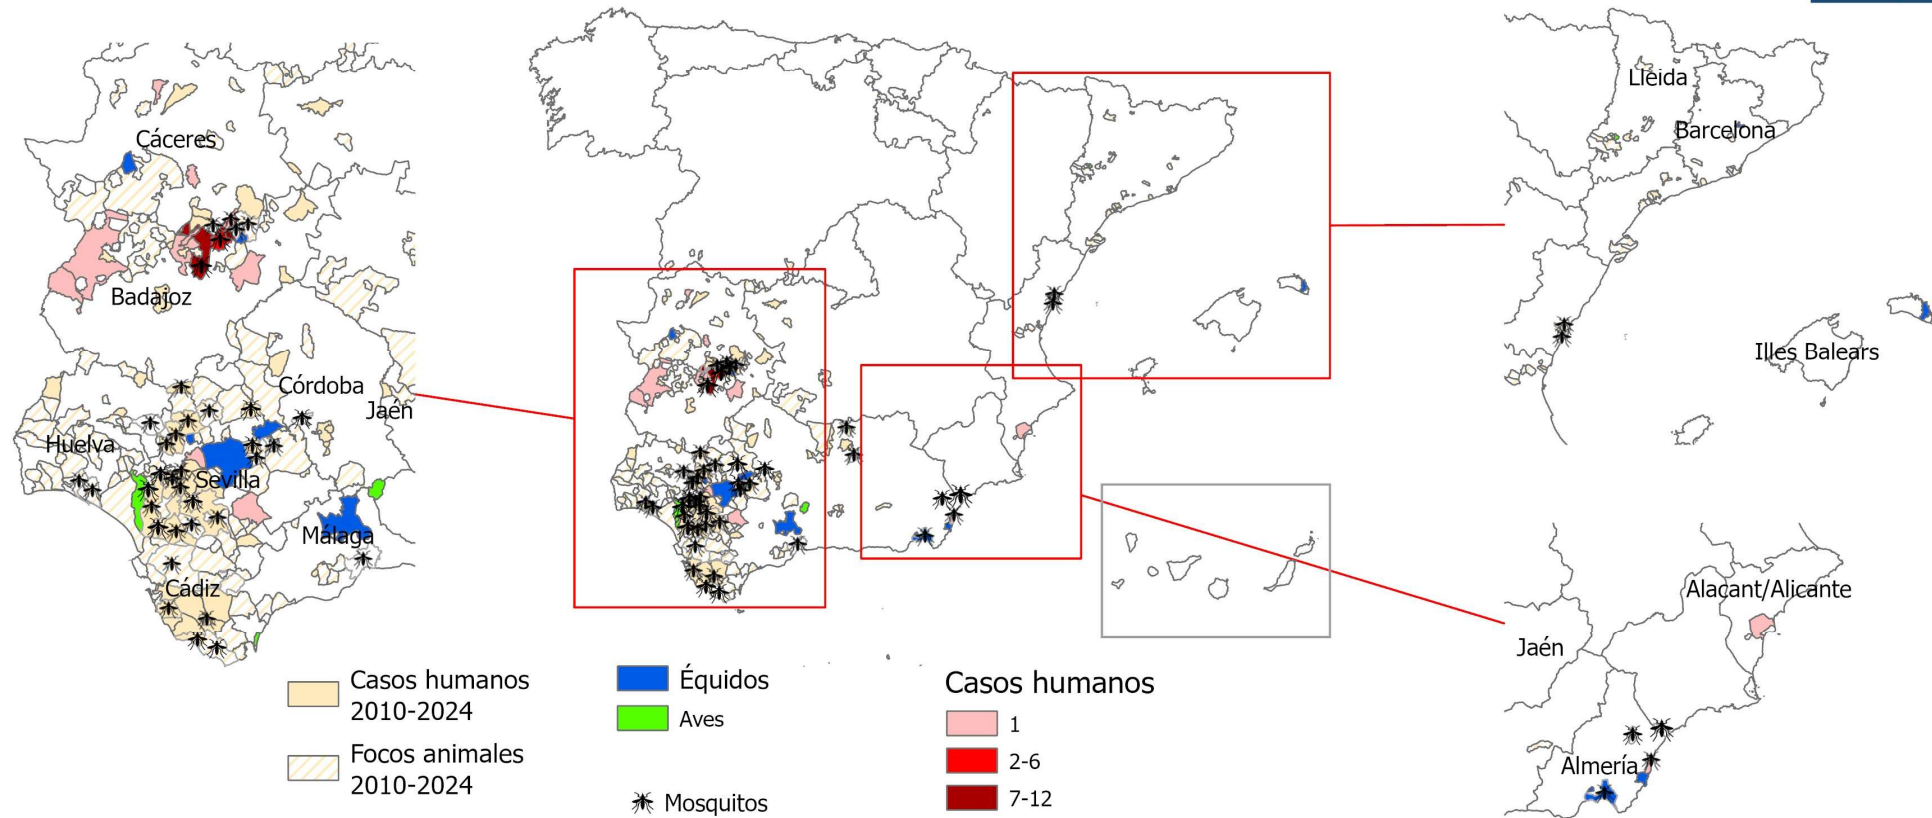 Cáceres
Badajoz
Córdoba
Jaén
Huelva
Sevilla
Málaga
Cádiz
Lleida
Barcelona
Illes Balears
Alacant/Alicante
Jaén
Almería
Casos humanos
2010-2024
Focos animales
2010-2024
Équidos
Aves
Mosquitos
Casos humanos
1
2-6
7-12